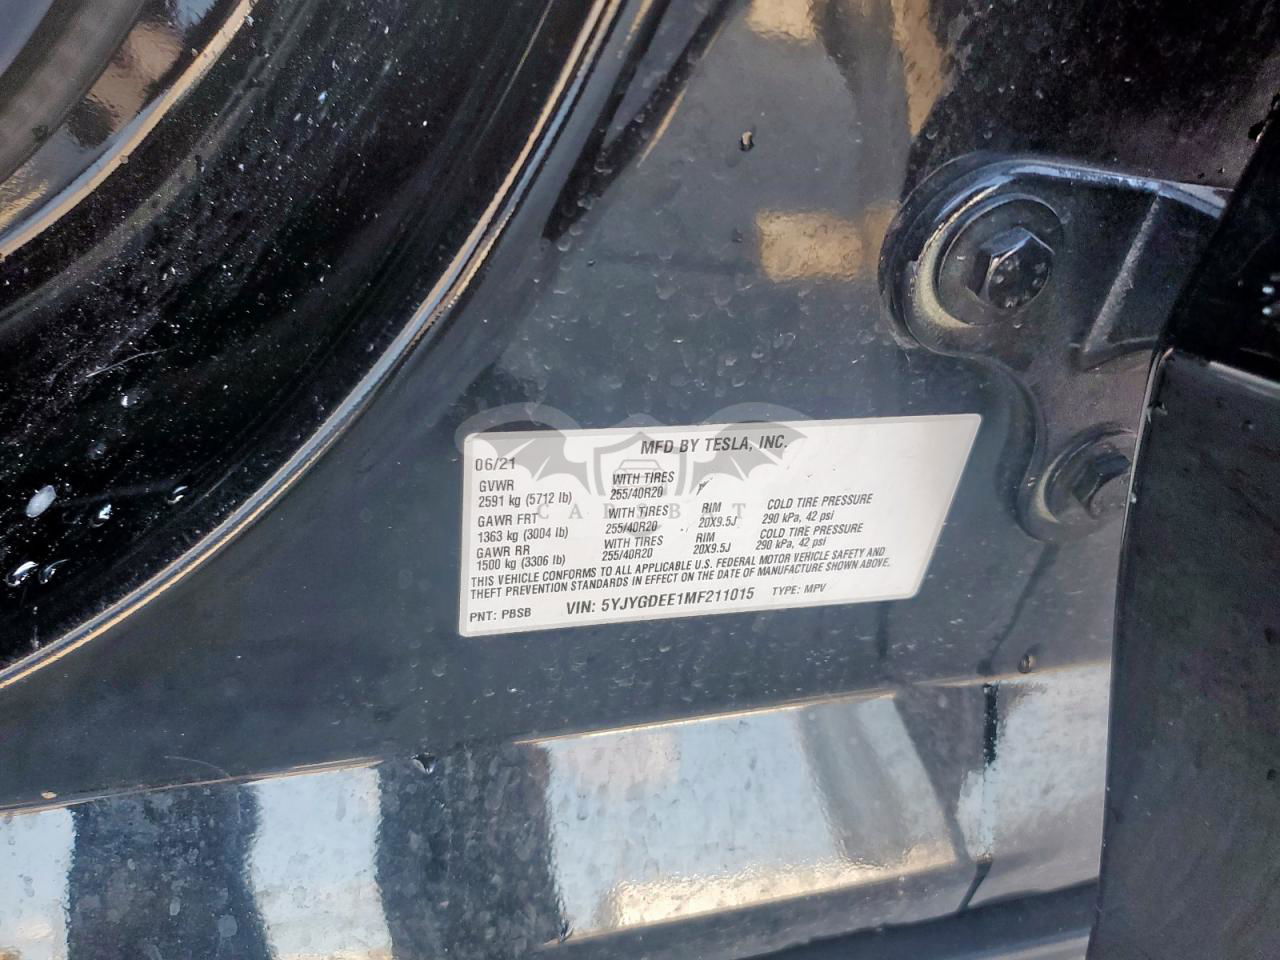 MFD BY TESLA, INC.
06/21
GVWR
2591 kg (5712 lb)
WITH TIRES
255/40R20
GAWR FRT
1363 kg (3004 lb)
WITH TIRES
255/40R20
RIM
20X9.5J
COLD TIRE PRESSURE
290 kPa, 42 psi
GAWR RR
1500 kg (3306 lb)
WITH TIRES
255/40R20
RIM
20X9.5J
COLD TIRE PRESSURE
290 kPa, 42 psi
THIS VEHICLE CONFORMS TO ALL APPLICABLE U.S. FEDERAL MOTOR VEHICLE SAFETY AND
THEFT PREVENTION STANDARDS IN EFFECT ON THE DATE OF MANUFACTURE SHOWN ABOVE.
PNT: PBSB VIN: 5YJYGDEE1MF211015 TYPE: MPV